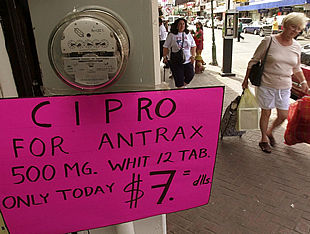 CIPRO
FOR ANTRAX
500 MG. WHIT 12 TAB.
ONLY TODAY $7.= dlls.